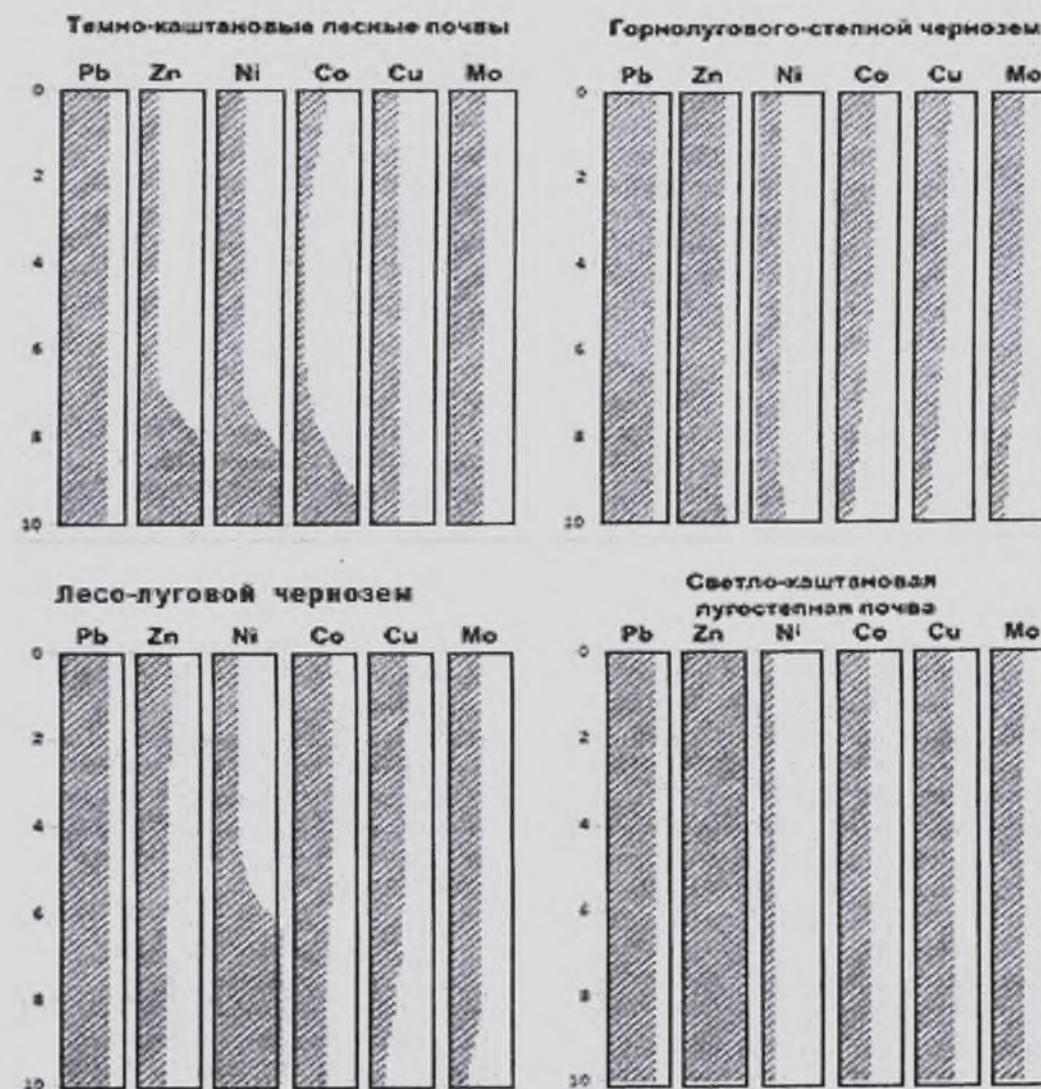 Темно-каштановые лесные почвы
Pb Zn Ni Co Cu Mo
0
2
4
6
8
10
Горнолугового-степной чернозем
Pb Zn Ni Co Cu Mo
0
2
4
6
8
10
Лесо-луговой чернозем
Pb Zn Ni Co Cu Mo
0
2
4
6
8
10
Светло-каштановая
лугостепная почва
Pb Zn Ni Co Cu Mo
0
2
4
6
8
10